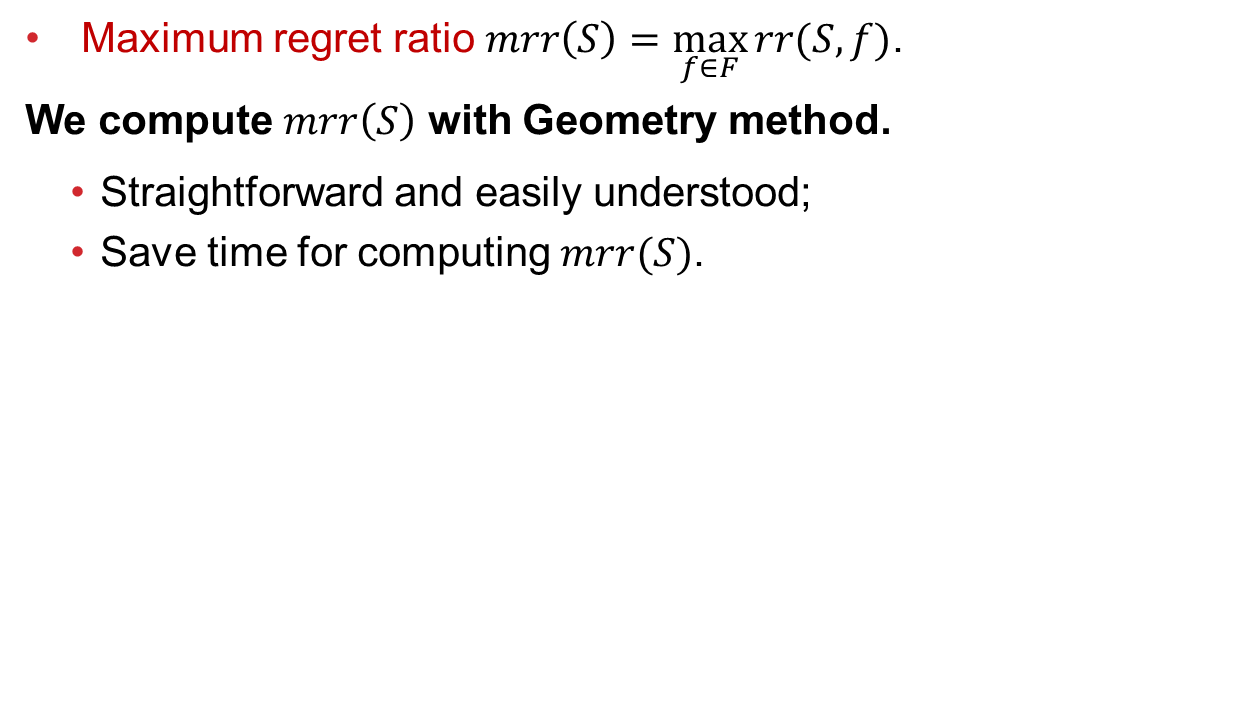 • Maximum regret ratio 𝑚𝑟𝑟(𝑆) = max 𝑟𝑟(𝑆, 𝑓).
𝑓∈𝐹
We compute 𝑚𝑟𝑟(𝑆) with Geometry method.
• Straightforward and easily understood;
• Save time for computing 𝑚𝑟𝑟(𝑆).